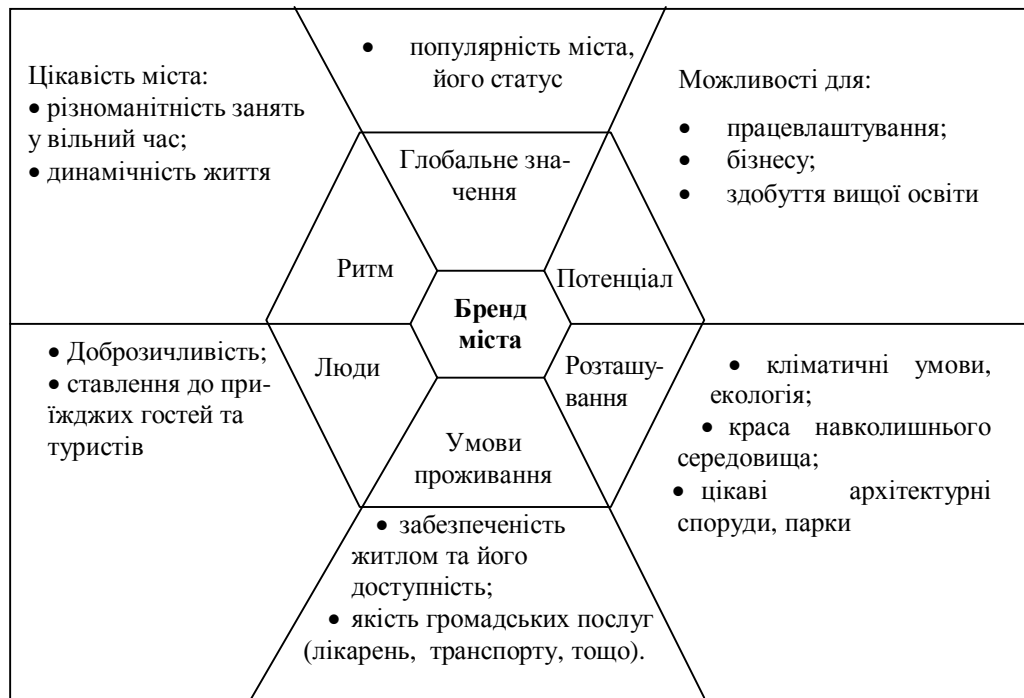 • популярність міста,
його статус
Цікавість міста:
• різноманітність занять
у вільний час;
• динамічність життя
Можливості для:
• працевлаштування;
• бізнесу;
• здобуття вищої освіти
Глобальне зна-
чення
Ритм
Потенціал
Бренд
міста
Люди
Розташу-
вання
Умови
проживання
• Доброзичливість;
• ставлення до при-
їжджих гостей та
туристів
• кліматичні умови,
екологія;
• краса навколишнього
середовища;
• цікаві архітектурні
споруди, парки
• забезпеченість
житлом та його
доступність;
• якість громадських послуг
(лікарень, транспорту, тощо).